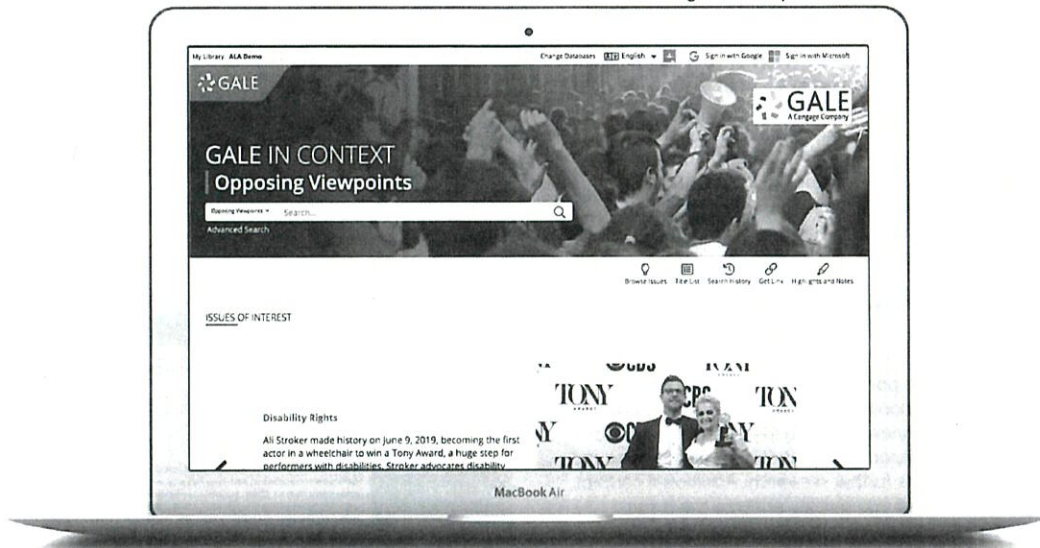 My Library: ALA Demo
Change Databases English Sign in with Google Sign in with Microsoft
GALE
GALE
A Cengage Company
GALE IN CONTEXT
Opposing Viewpoints
Opposing Viewpoints Search...
Advanced Search
Browse Issues Title List Search History Get Link Highlights and Notes
ISSUES OF INTEREST
TONY
AWARDS
TON
Disability Rights
Ali Stroker made history on June 9, 2019, becoming the first
actor in a wheelchair to win a Tony Award, a huge step for
performers with disabilities. Stroker advocates disability
MacBook Air